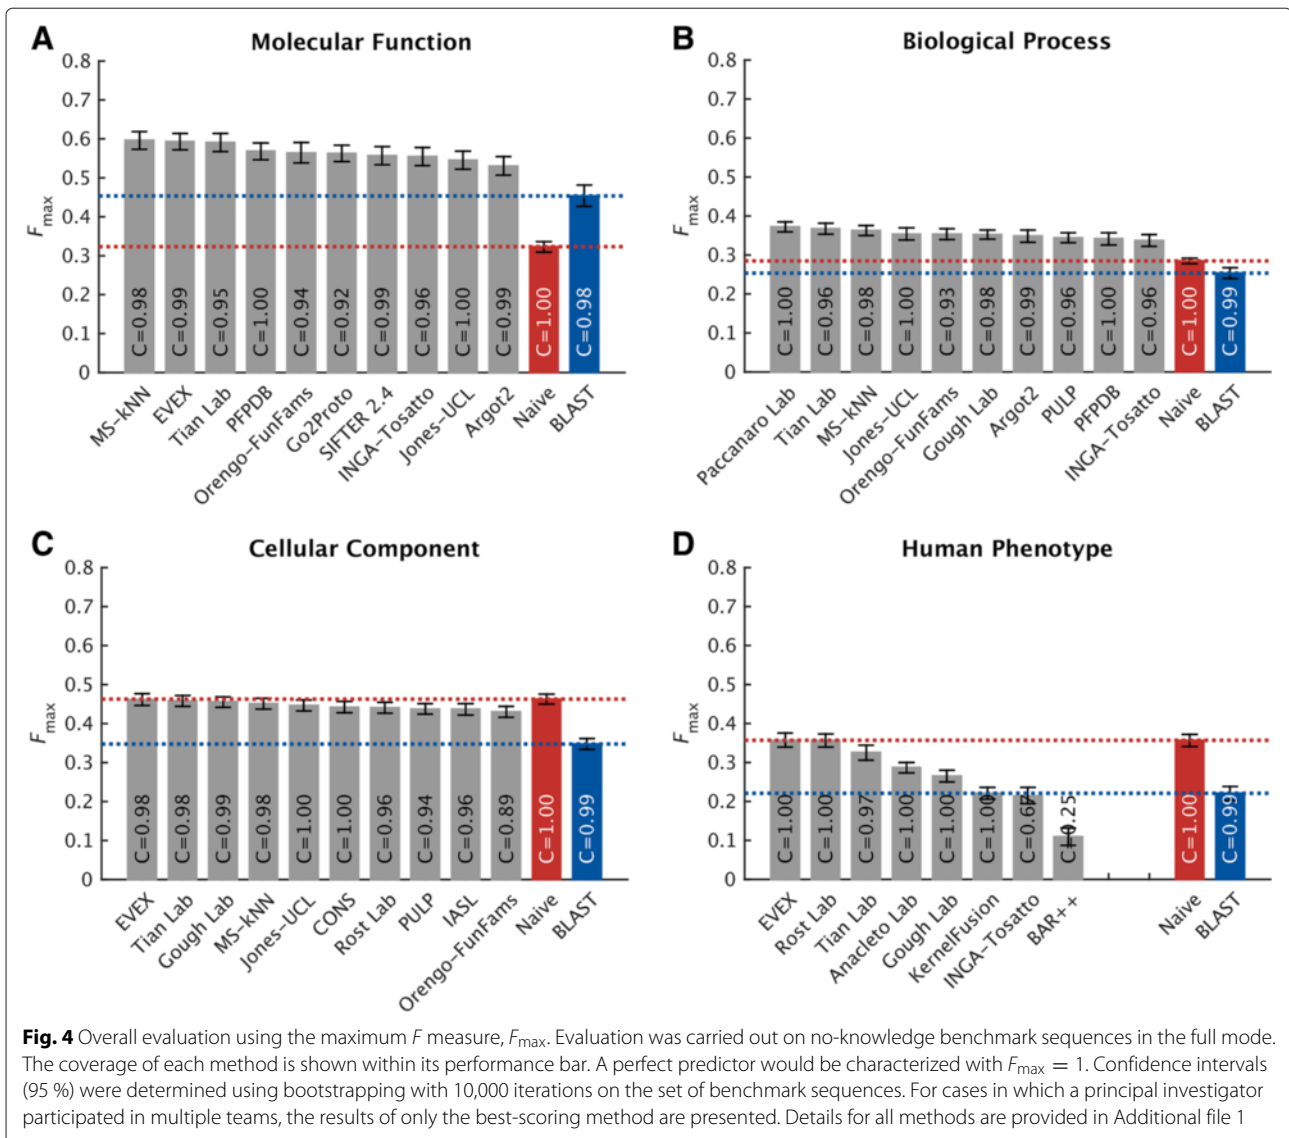 A
Molecular Function
0.8
0.7
0.6
0.5
0.4
0.3
0.2
0.1
0
Fmax
C=0.98
C=0.99
C=0.95
C=1.00
C=0.94
C=0.92
C=0.99
C=0.96
C=1.00
C=0.99
C=1.00
C=0.98
MS-kNN
EVEX
Tian Lab
PFPDB
Orengo-FunFams
Go2Proto
SIFTER 2.4
INGA-Tosatto
Jones-UCL
Argot2
Naive
BLAST
B
Biological Process
0.8
0.7
0.6
0.5
0.4
0.3
0.2
0.1
0
Fmax
C=1.00
C=0.96
C=0.98
C=1.00
C=0.93
C=0.98
C=0.99
C=0.96
C=1.00
C=0.96
C=1.00
C=0.99
Paccanaro Lab
Tian Lab
MS-kNN
Jones-UCL
Orengo-FunFams
Gough Lab
Argot2
PULP
PFPDB
INGA-Tosatto
Naive
BLAST
C
Cellular Component
0.8
0.7
0.6
0.5
0.4
0.3
0.2
0.1
0
Fmax
C=0.98
C=0.98
C=0.99
C=0.98
C=1.00
C=1.00
C=0.96
C=0.94
C=0.96
C=0.89
C=1.00
C=0.99
EVEX
Tian Lab
Gough Lab
MS-kNN
Jones-UCL
CONS
Rost Lab
PULP
IASL
Orengo-FunFams
Naive
BLAST
D
Human Phenotype
0.8
0.7
0.6
0.5
0.4
0.3
0.2
0.1
0
Fmax
C=1.00
C=1.00
C=0.97
C=1.00
C=1.00
C=1.00
C=0.25
C=1.00
C=0.99
EVEX
Rost Lab
Tian Lab
Anacleto Lab
Gough Lab
KernelFusion
INGA-Tosatto
BAR++
Naive
BLAST
Fig. 4 Overall evaluation using the maximum F measure, Fmax. Evaluation was carried out on no-knowledge benchmark sequences in the full mode.
The coverage of each method is shown within its performance bar. A perfect predictor would be characterized with Fmax = 1. Confidence intervals
(95 %) were determined using bootstrapping with 10,000 iterations on the set of benchmark sequences. For cases in which a principal investigator
participated in multiple teams, the results of only the best-scoring method are presented. Details for all methods are provided in Additional file 1